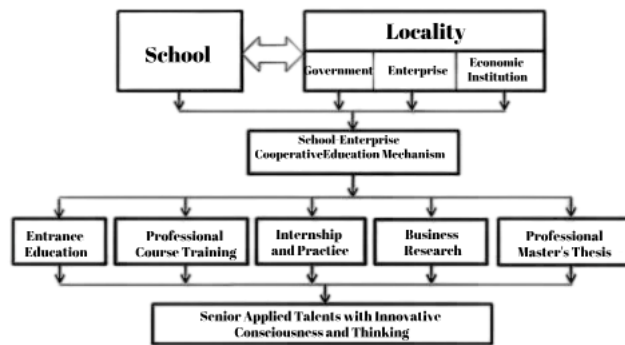 School
Locality
Government
Enterprise
Economic
Institution
School-Enterprise
CooperativeEducation Mechanism
Entrance
Education
Professional
Course Training
Internship
and Practice
Business
Research
Professional
Master's Thesis
Senior Applied Talents with Innovative
Consciousness and Thinking